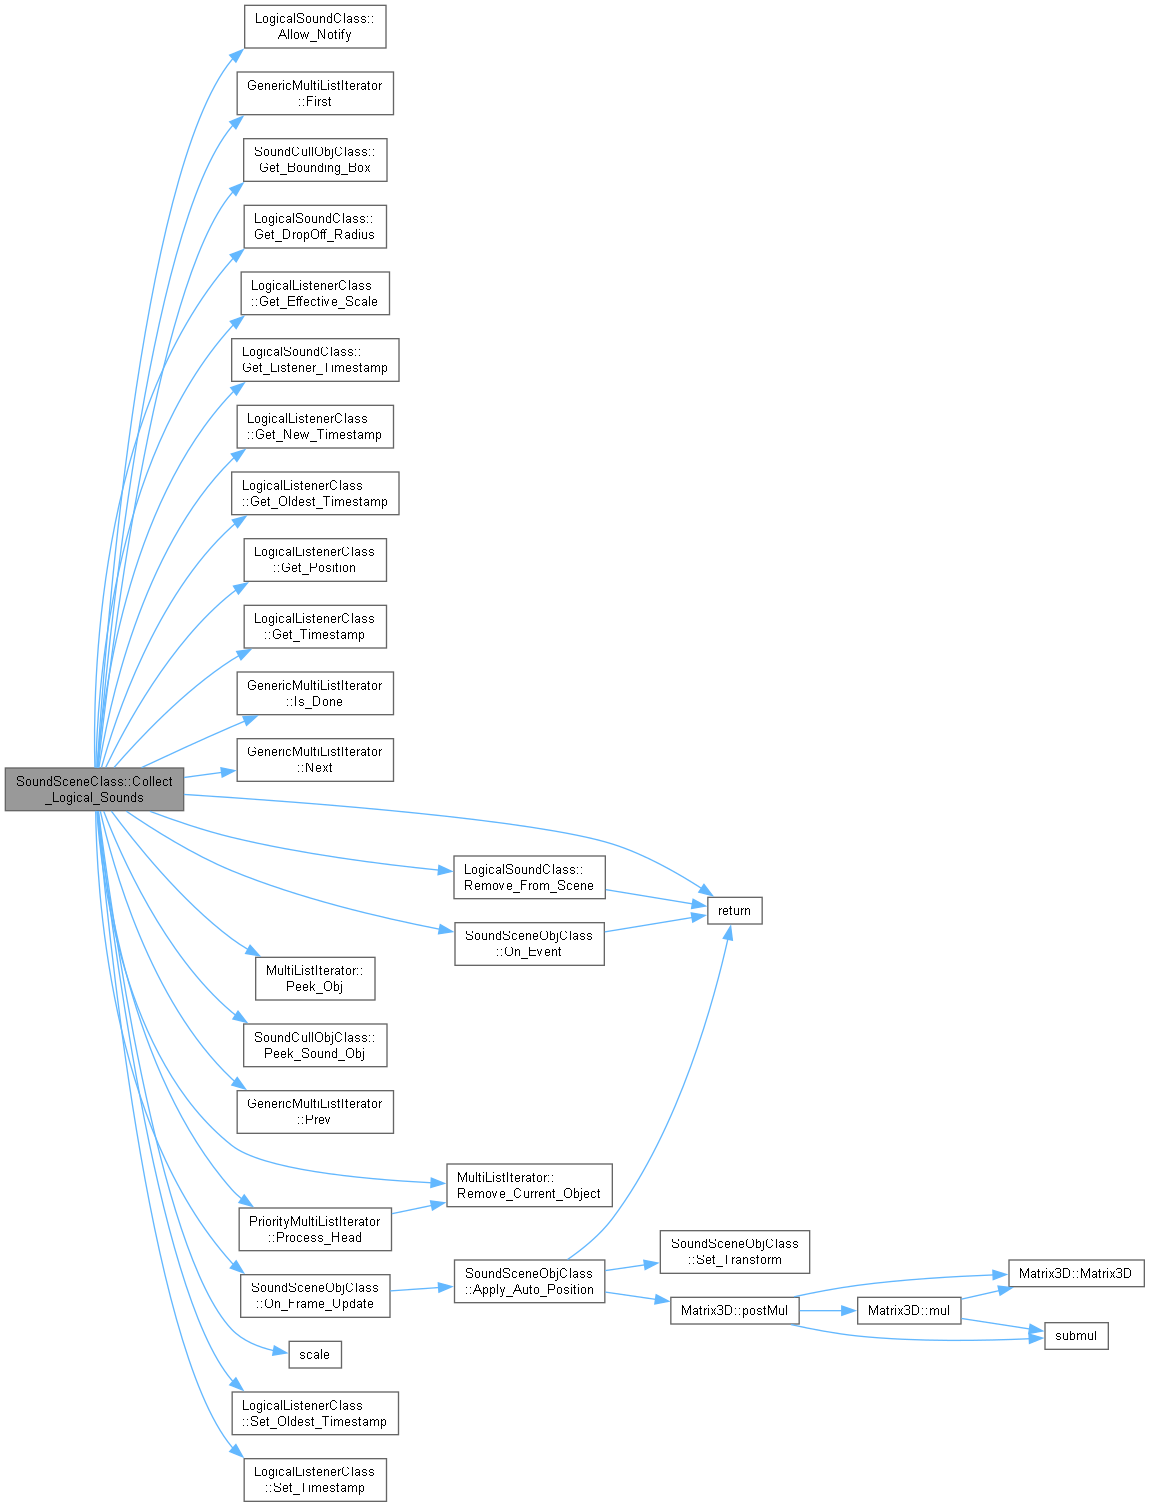 LogicalSoundClass::
Allow_Notify
GenericMultiListIterator
::First
SoundCullObjClass::
Get_Bounding_Box
LogicalSoundClass::
Get_DropOff_Radius
LogicalListenerClass
::Get_Effective_Scale
LogicalSoundClass::
Get_Listener_Timestamp
LogicalListenerClass
::Get_New_Timestamp
LogicalListenerClass
::Get_Oldest_Timestamp
LogicalListenerClass
::Get_Position
LogicalListenerClass
::Get_Timestamp
GenericMultiListIterator
::Is_Done
GenericMultiListIterator
::Next
SoundSceneClass::Collect
_Logical_Sounds
LogicalSoundClass::
Remove_From_Scene
return
SoundSceneObjClass
::On_Event
MultiListIterator::
Peek_Obj
SoundCullObjClass::
Peek_Sound_Obj
GenericMultiListIterator
::Prev
MultiListIterator::
Remove_Current_Object
PriorityMultiListIterator
::Process_Head
SoundSceneObjClass
::On_Frame_Update
SoundSceneObjClass
::Apply_Auto_Position
SoundSceneObjClass
::Set_Transform
Matrix3D::postMul
Matrix3D::mul
Matrix3D::Matrix3D
submul
scale
LogicalListenerClass
::Set_Oldest_Timestamp
LogicalListenerClass
::Set_Timestamp